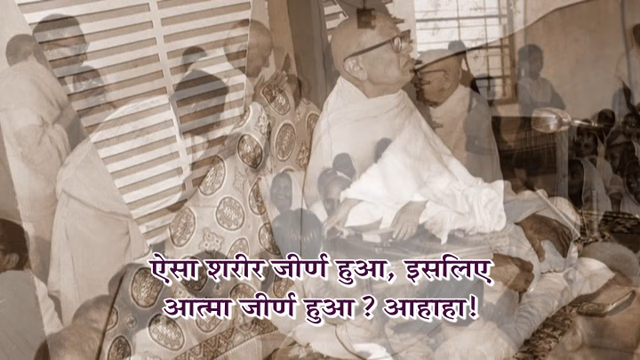 ऐसा शरीर जीर्ण हुआ, इसलिए
आत्मा जीर्ण हुआ ? आहाहा!